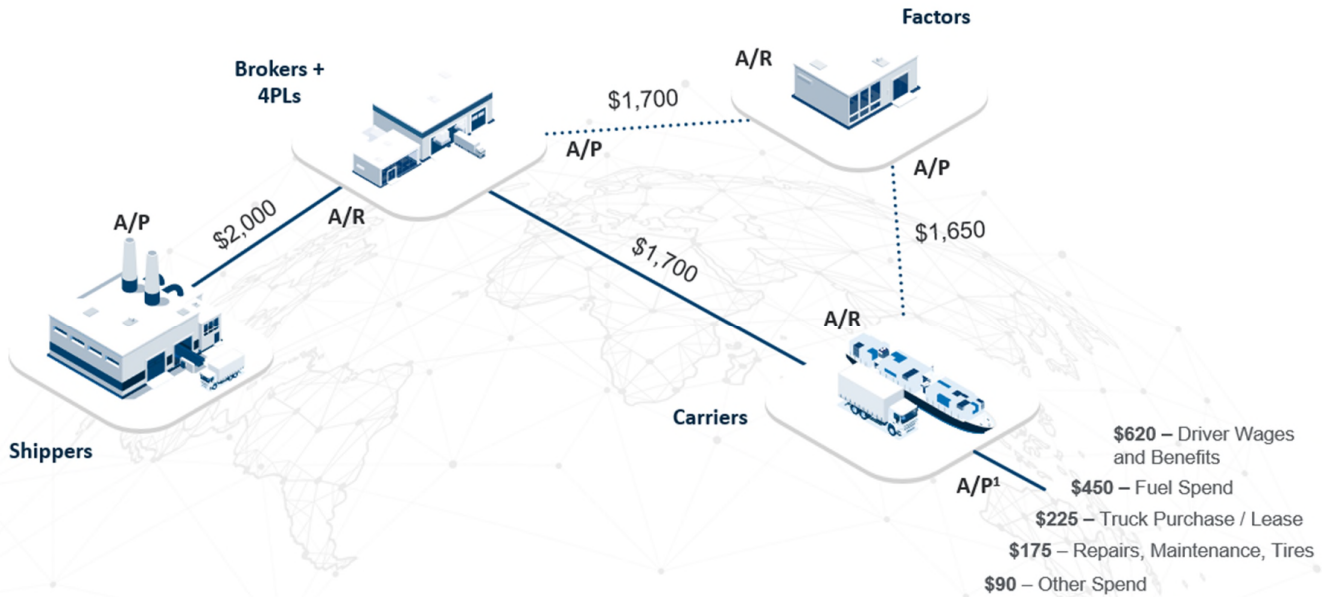 Factors
Brokers +
4PLs
A/R
$1,700
A/P
A/P
A/R
$2,000
A/P
$1,650
$1,700
A/R
Carriers
Shippers
A/P¹
$620 – Driver Wages
and Benefits
$450 – Fuel Spend
$225 – Truck Purchase / Lease
$175 – Repairs, Maintenance, Tires
$90 – Other Spend